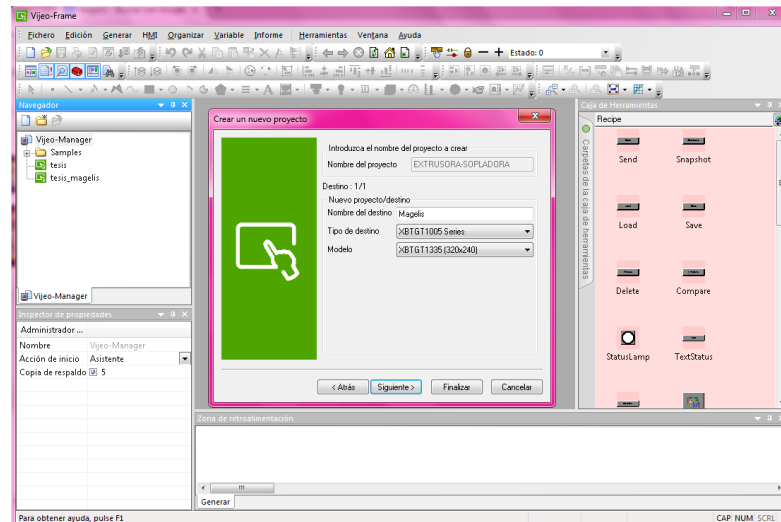 Vijeo-Frame
Fichero Edición Generar HMI Organizar Variable Informe Herramientas Ventana Ayuda
Estado: 0
Navegador
Vijeo-Manager
Samples
tesis
tesis_magelis
Vijeo-Manager
Inspector de propiedades
Administrador ...
Nombre Vijeo-Manager
Acción de inicio Asistente
Copia de respaldo 5
Crear un nuevo proyecto
Introduzca el nombre del proyecto a crear
Nombre del proyecto EXTRUSORA-SOPLADORA
Destino : 1/1
Nuevo proyecto/destino
Nombre del destino Magelis
Tipo de destino XBTGT1005 Series
Modelo XBTGT1335 (320x240)
< Atrás Siguiente > Finalizar Cancelar
Caja de Herramientas
Carpetas de la caja de herramientas
Recipe
Send Snapshot
Load Save
Delete Compare
StatusLamp TextStatus
Zona de retroalimentación
Generar
Para obtener ayuda, pulse F1
CAP NUM SCRL